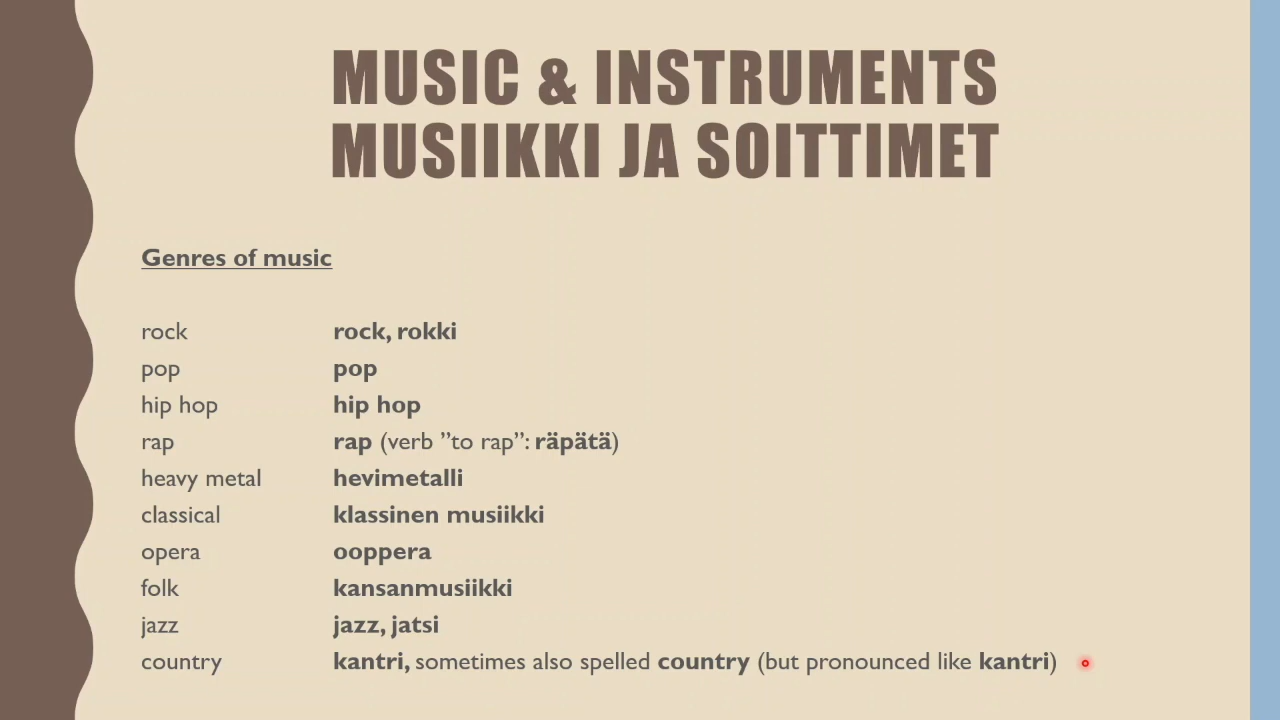 MUSIC & INSTRUMENTS
MUSIIKKI JA SOITTIMET
Genres of music
rock rock, rokki
pop pop
hip hop hip hop
rap rap (verb ”to rap”: räpätä)
heavy metal hevimetalli
classical klassinen musiikki
opera ooppera
folk kansanmusiikki
jazz jazz, jatsi
country kantri, sometimes also spelled country (but pronounced like kantri)